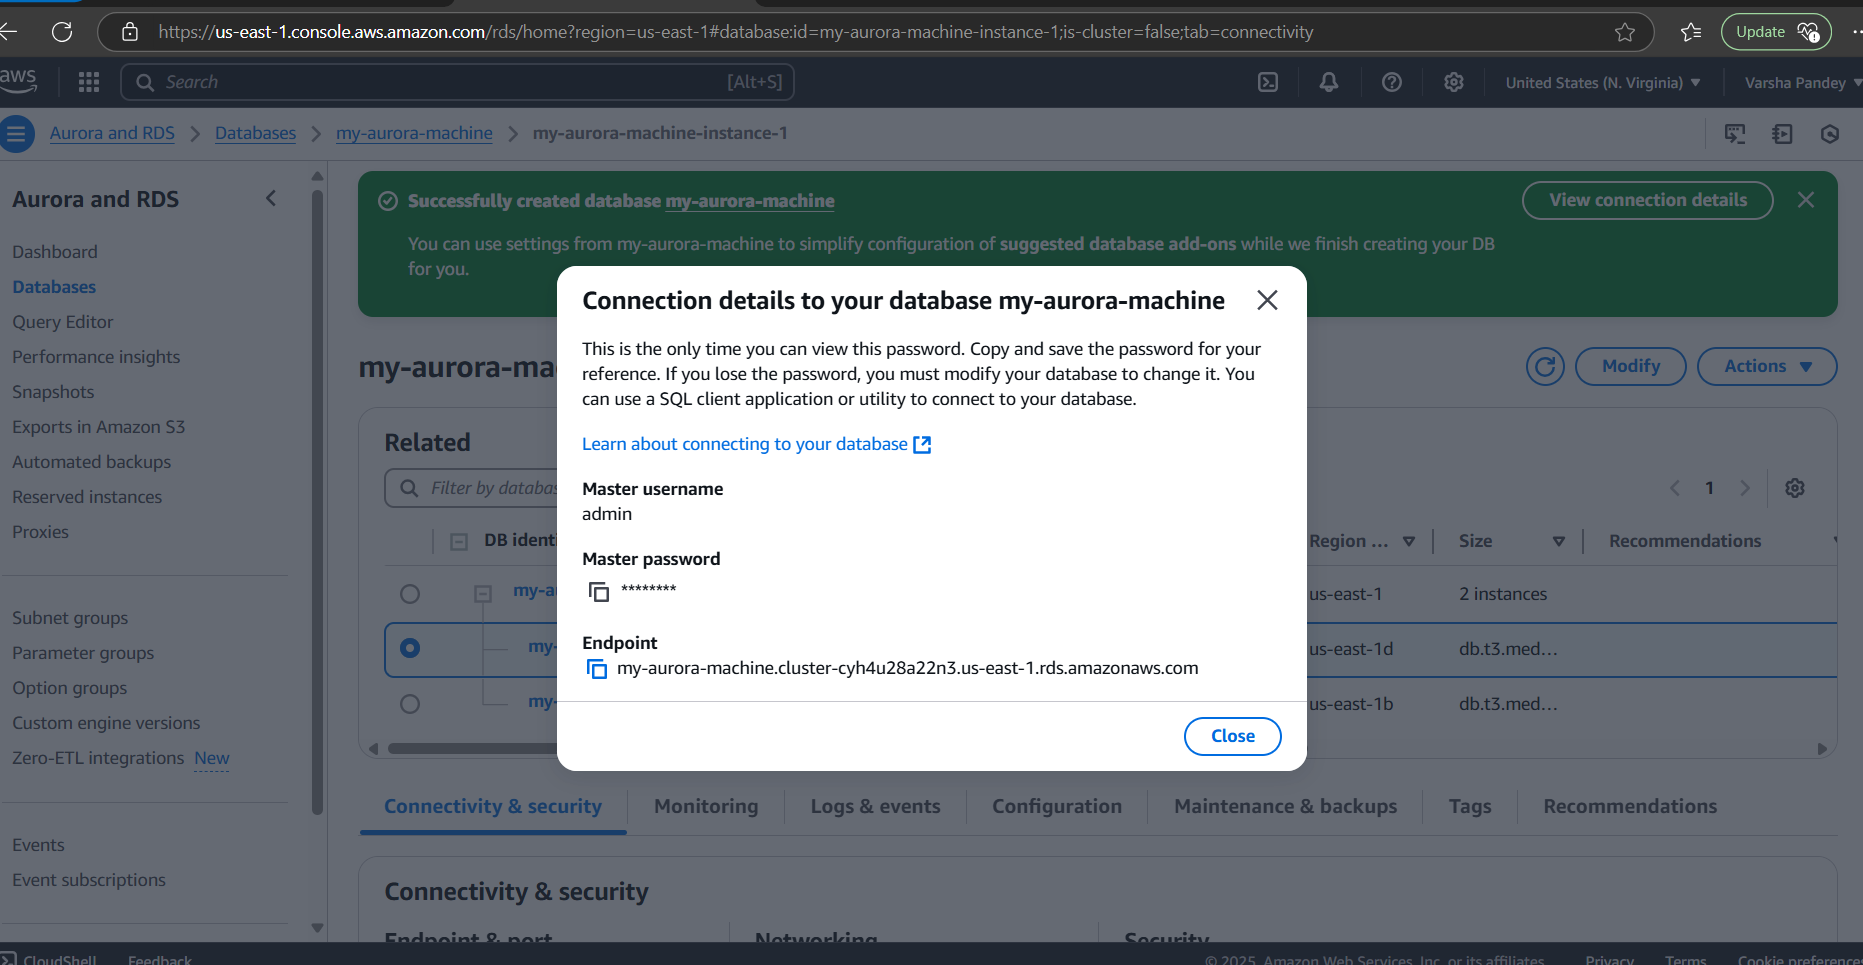 https://us-east-1.console.aws.amazon.com/rds/home?region=us-east-1#database:id=my-aurora-machine-instance-1;is-cluster=false;tab=connectivity
Update
aws
Search
[Alt+S]
United States (N. Virginia)
Varsha Pandey
Aurora and RDS
Databases
my-aurora-machine
my-aurora-machine-instance-1
Aurora and RDS
Dashboard
Databases
Query Editor
Performance insights
Snapshots
Exports in Amazon S3
Automated backups
Reserved instances
Proxies
Subnet groups
Parameter groups
Option groups
Custom engine versions
Zero-ETL integrations New
Events
Event subscriptions
Successfully created database my-aurora-machine
View connection details
You can use settings from my-aurora-machine to simplify configuration of suggested database add-ons while we finish creating your DB
for you.
my-aurora-ma
Modify
Actions
Related
Filter by databas
1
DB identi
Region ...
Size
Recommendations
my-a
us-east-1
2 instances
my-
us-east-1d
db.t3.med...
my-
us-east-1b
db.t3.med...
Connection details to your database my-aurora-machine
This is the only time you can view this password. Copy and save the password for your
reference. If you lose the password, you must modify your database to change it. You
can use a SQL client application or utility to connect to your database.
Learn about connecting to your database
Master username
admin
Master password
********
Endpoint
my-aurora-machine.cluster-cyh4u28a22n3.us-east-1.rds.amazonaws.com
Close
Connectivity & security
Monitoring
Logs & events
Configuration
Maintenance & backups
Tags
Recommendations
Connectivity & security
Endpoint & port
Networking
Security
CloudShell
Feedback
© 2025, Amazon Web Services, Inc. or its affiliates.
Privacy
Terms
Cookie preferences